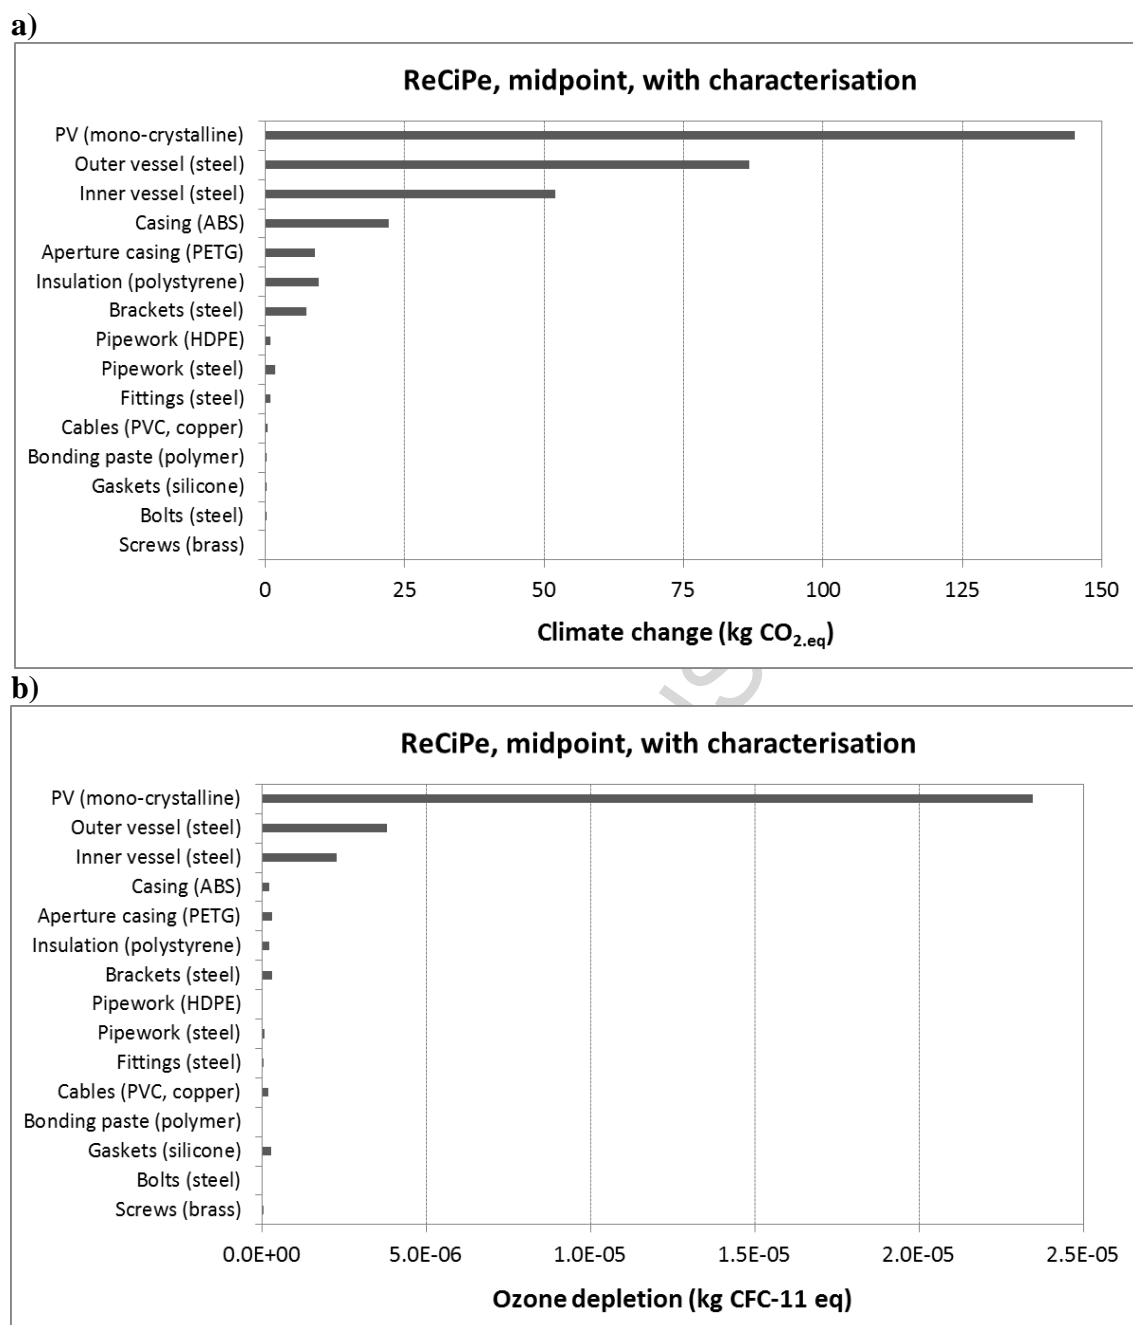 a)
ReCiPe, midpoint, with characterisation
PV (mono-crystalline)
Outer vessel (steel)
Inner vessel (steel)
Casing (ABS)
Aperture casing (PETG)
Insulation (polystyrene)
Brackets (steel)
Pipework (HDPE)
Pipework (steel)
Fittings (steel)
Cables (PVC, copper)
Bonding paste (polymer)
Gaskets (silicone)
Bolts (steel)
Screws (brass)
0 25 50 75 100 125 150
Climate change (kg CO2.eq)
b)
ReCiPe, midpoint, with characterisation
PV (mono-crystalline)
Outer vessel (steel)
Inner vessel (steel)
Casing (ABS)
Aperture casing (PETG)
Insulation (polystyrene)
Brackets (steel)
Pipework (HDPE)
Pipework (steel)
Fittings (steel)
Cables (PVC, copper)
Bonding paste (polymer)
Gaskets (silicone)
Bolts (steel)
Screws (brass)
0.0E+00 5.0E-06 1.0E-05 1.5E-05 2.0E-05 2.5E-05
Ozone depletion (kg CFC-11 eq)